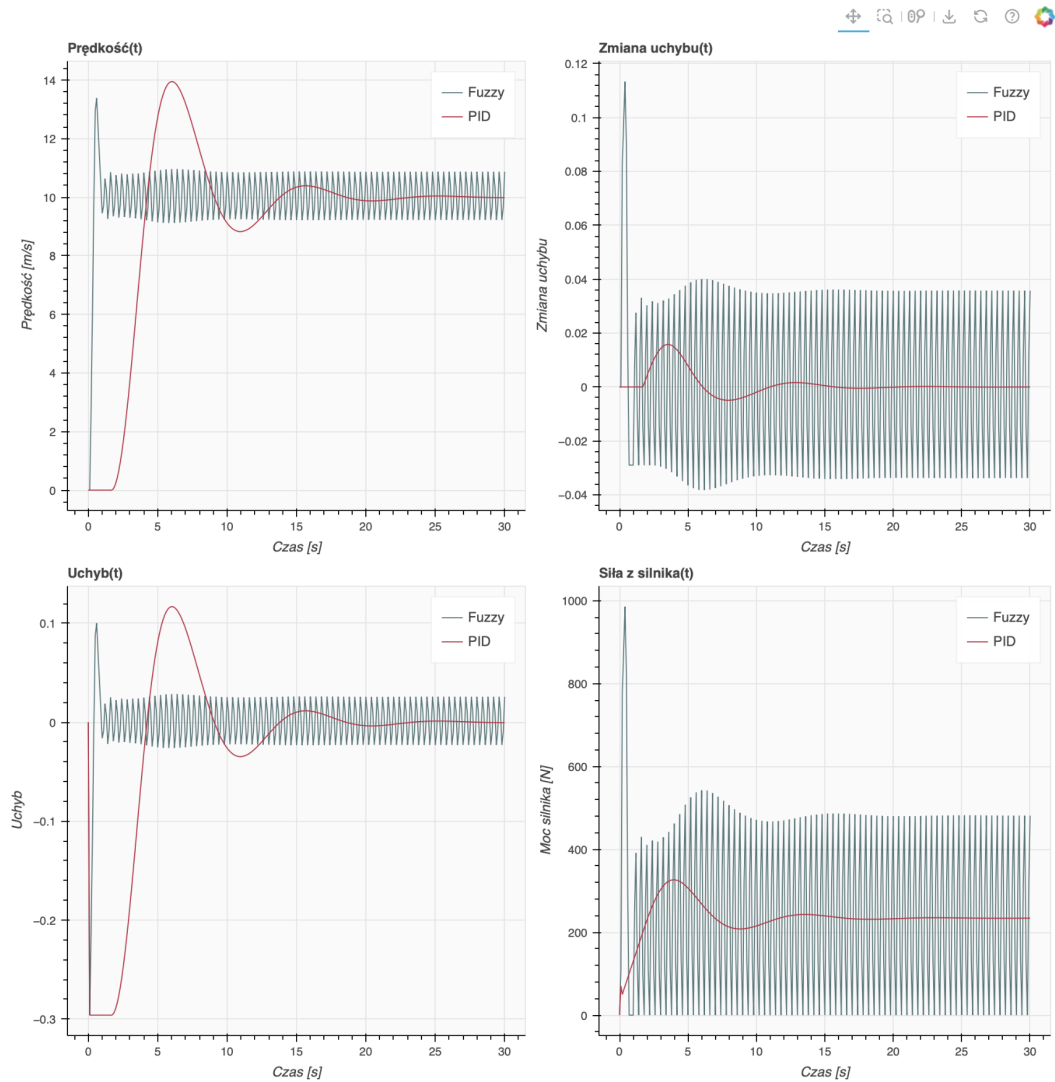 Prędkość(t)
14
12
10
8
6
4
2
0
Prędkość [m/s]
0 5 10 15 20 25 30
Czas [s]
Fuzzy
PID
Zmiana uchybu(t)
0.12
0.1
0.08
0.06
0.04
0.02
0
−0.02
−0.04
Zmiana uchybu
0 5 10 15 20 25 30
Czas [s]
Fuzzy
PID
Uchyb(t)
0.1
0
−0.1
−0.2
−0.3
Uchyb
0 5 10 15 20 25 30
Czas [s]
Fuzzy
PID
Siła z silnika(t)
1000
800
600
400
200
0
Moc silnika [N]
0 5 10 15 20 25 30
Czas [s]
Fuzzy
PID